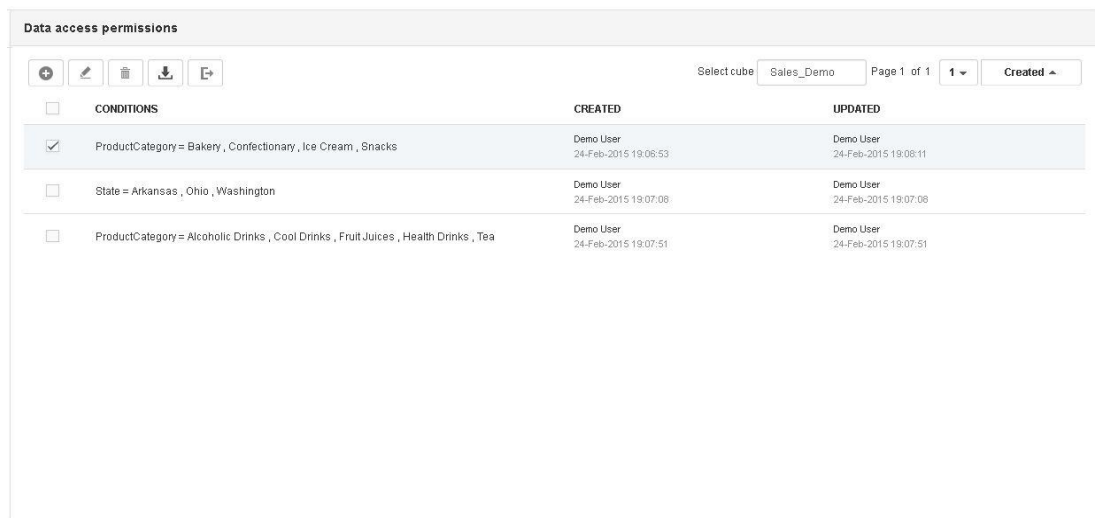 Data access permissions
Select cube Sales_Demo Page 1 of 1 1 Created
CONDITIONS CREATED UPDATED
ProductCategory = Bakery , Confectionary , Ice Cream , Snacks Demo User Demo User
24-Feb-2015 19:06:53 24-Feb-2015 19:08:11
State = Arkansas , Ohio , Washington Demo User Demo User
24-Feb-2015 19:07:08 24-Feb-2015 19:07:08
ProductCategory = Alcoholic Drinks , Cool Drinks , Fruit Juices , Health Drinks , Tea Demo User Demo User
24-Feb-2015 19:07:51 24-Feb-2015 19:07:51